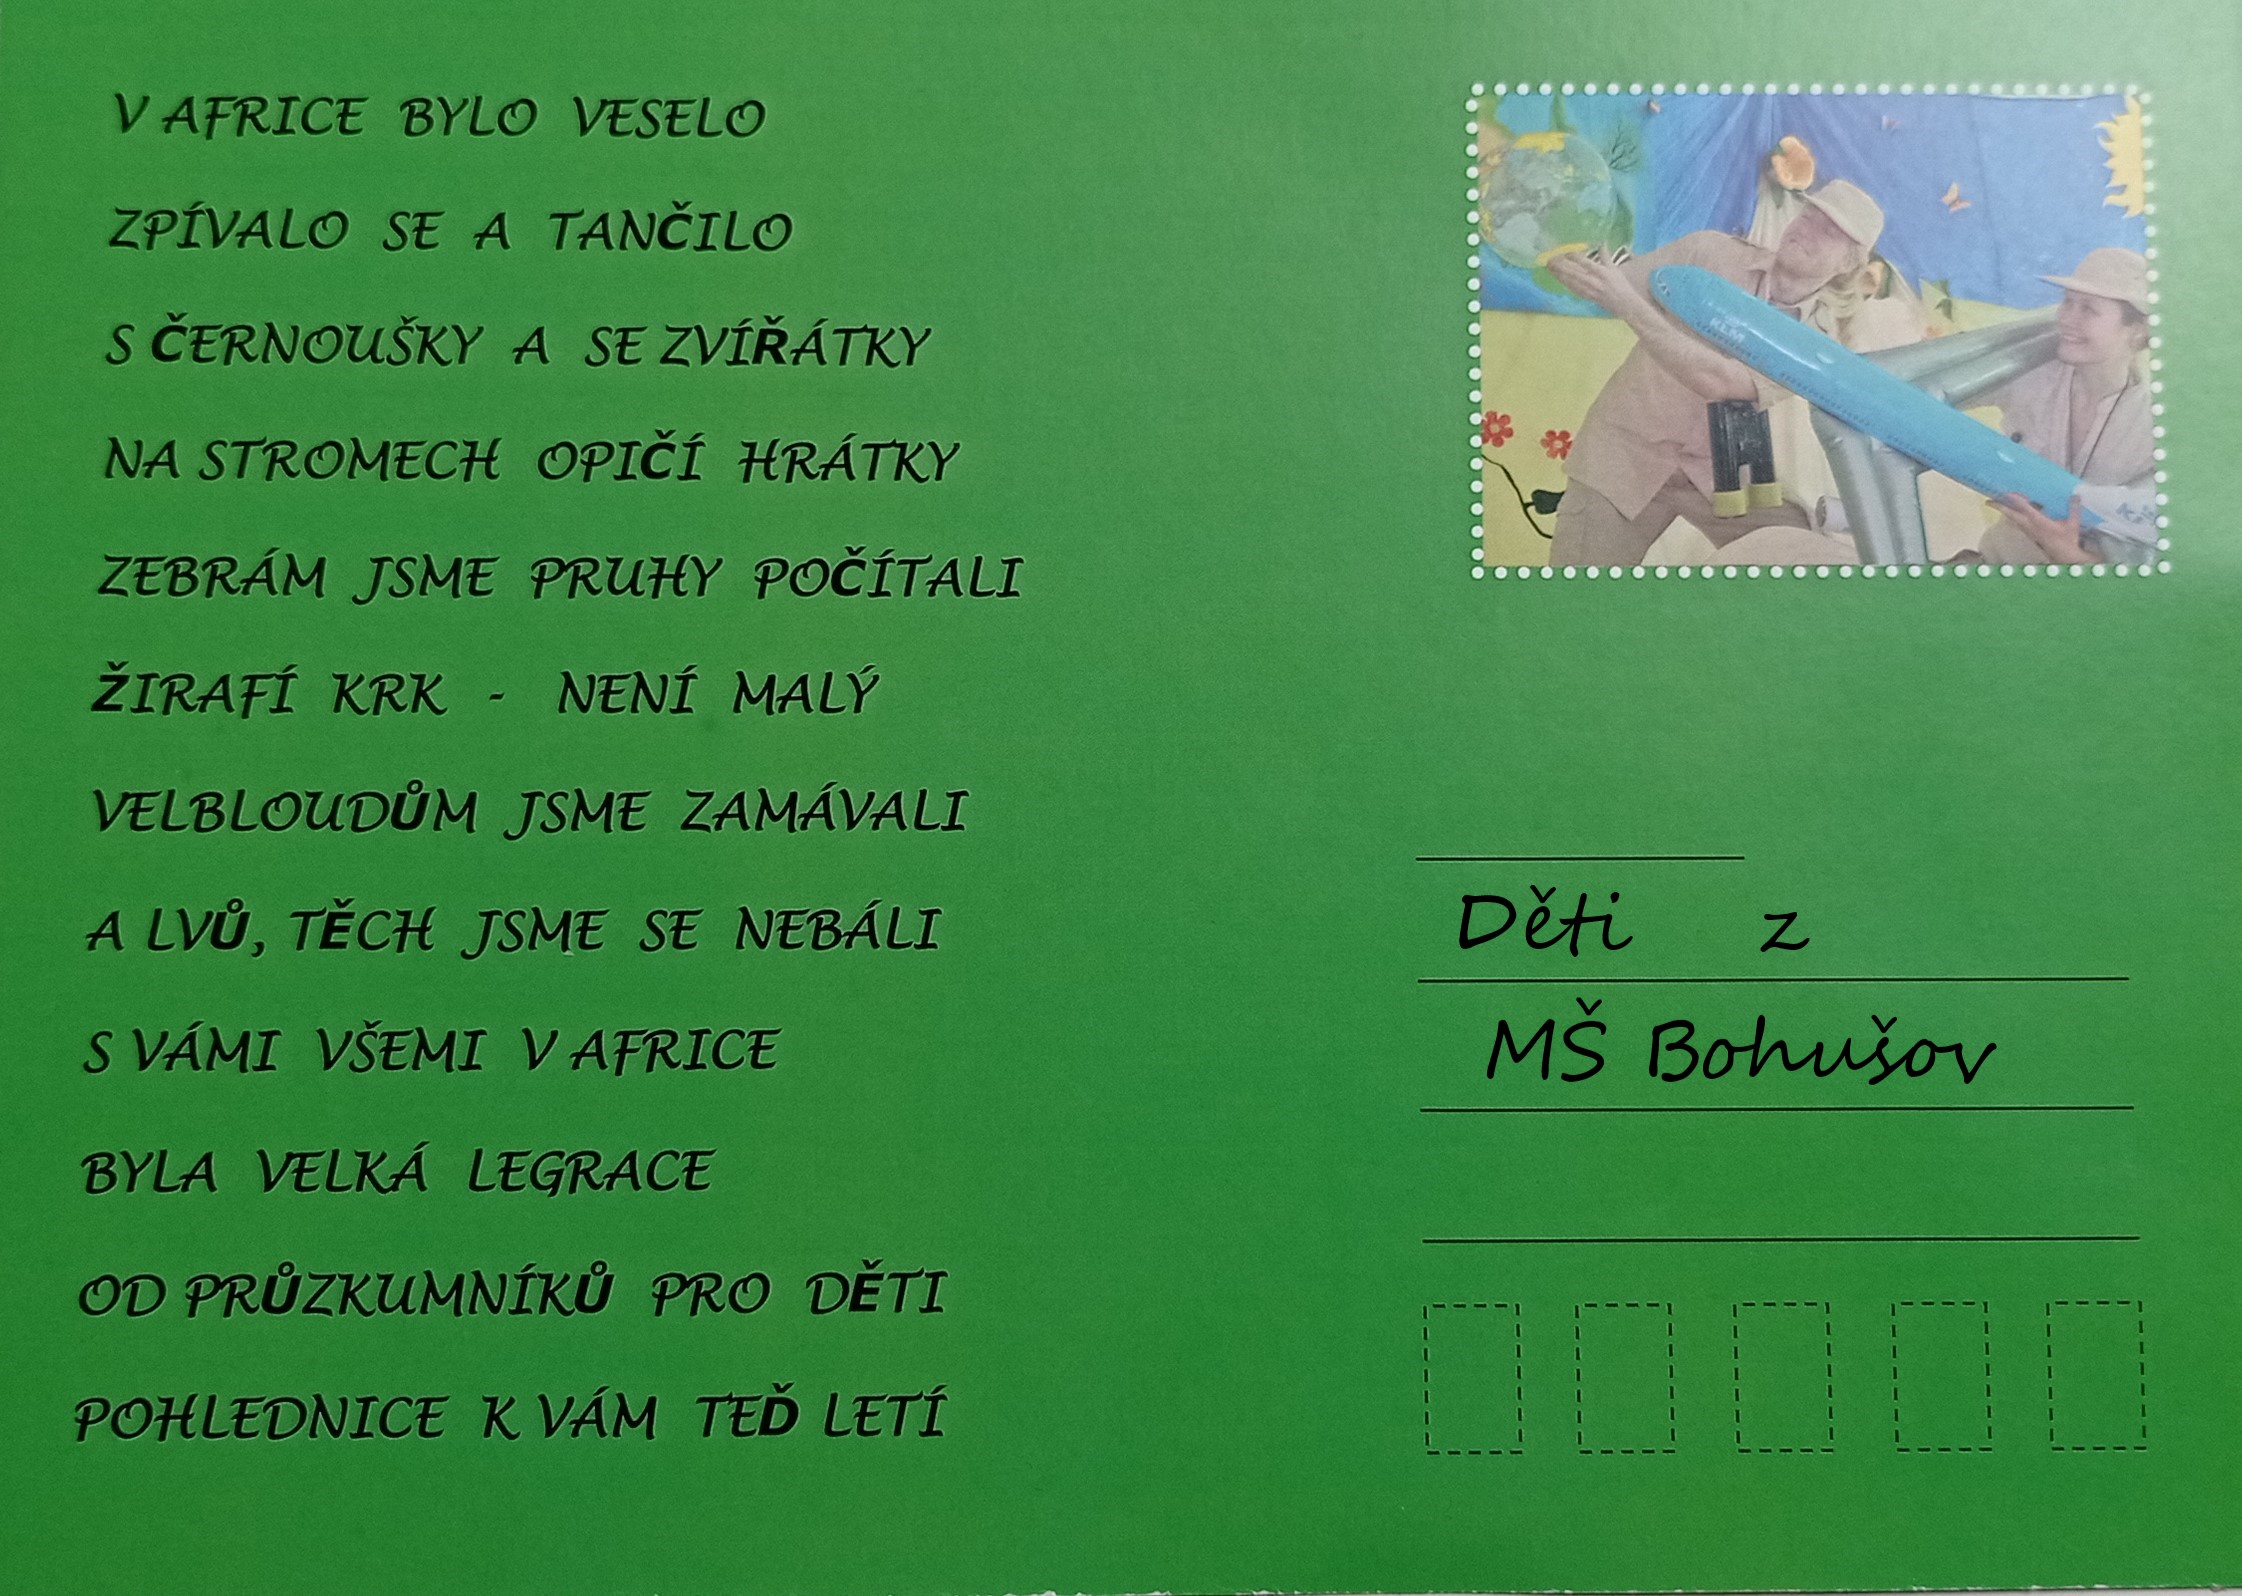 V AFRICE BYLO VESELO
ZPÍVALO SE A TANČILO
S ČERNOUŠKY A SE ZVÍŘÁTKY
NA STROMECH OPIČÍ HRÁTKY
ZEBRÁM JSME PRUHY POČÍTALI
ŽIRAFÍ KRK - NENÍ MALÝ
VELBLOUDŮM JSME ZAMÁVALI
A LVŮ, TĚCH JSME SE NEBÁLI
S VÁMI VŠEMI V AFRICE
BYLA VELKÁ LEGRACE
OD PRŮZKUMNÍKŮ PRO DĚTI
POHLEDNICE K VÁM TEĎ LETÍ
KLM
Děti z
MŠ Bohušov